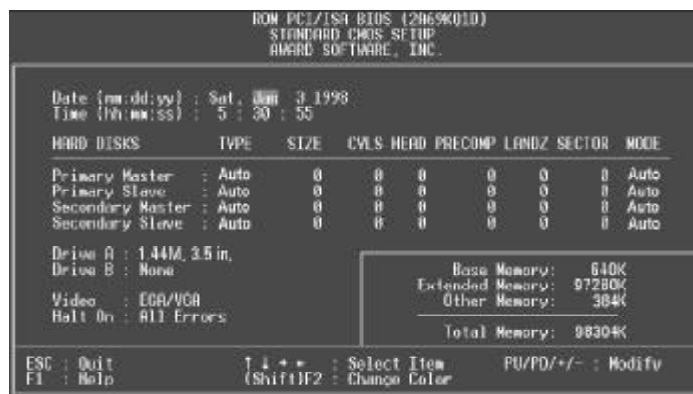 ROM PCI/ISA BIOS (2A69KQ1D)
STANDARD CMOS SETUP
AWARD SOFTWARE, INC.
Date (mm:dd:yy) : Sat, Jan 3 1998
Time (hh:mm:ss) : 5 : 30 : 55
HARD DISKS TYPE SIZE CYLS HEAD PRECOMP LANDZ SECTOR MODE
Primary Master : Auto 0 0 0 0 0 0 Auto
Primary Slave : Auto 0 0 0 0 0 0 Auto
Secondary Master : Auto 0 0 0 0 0 0 Auto
Secondary Slave : Auto 0 0 0 0 0 0 Auto
Drive A : 1.44M, 3.5 in,
Drive B : None
Video : EGA/VGA
Halt On : All Errors
Base Memory: 640K
Extended Memory: 97280K
Other Memory: 384K
Total Memory: 98304K
ESC : Quit ↑ ↓ → ← : Select Item PU/PD/+/- : Modify
F1 : Help (Shift)F2 : Change Color